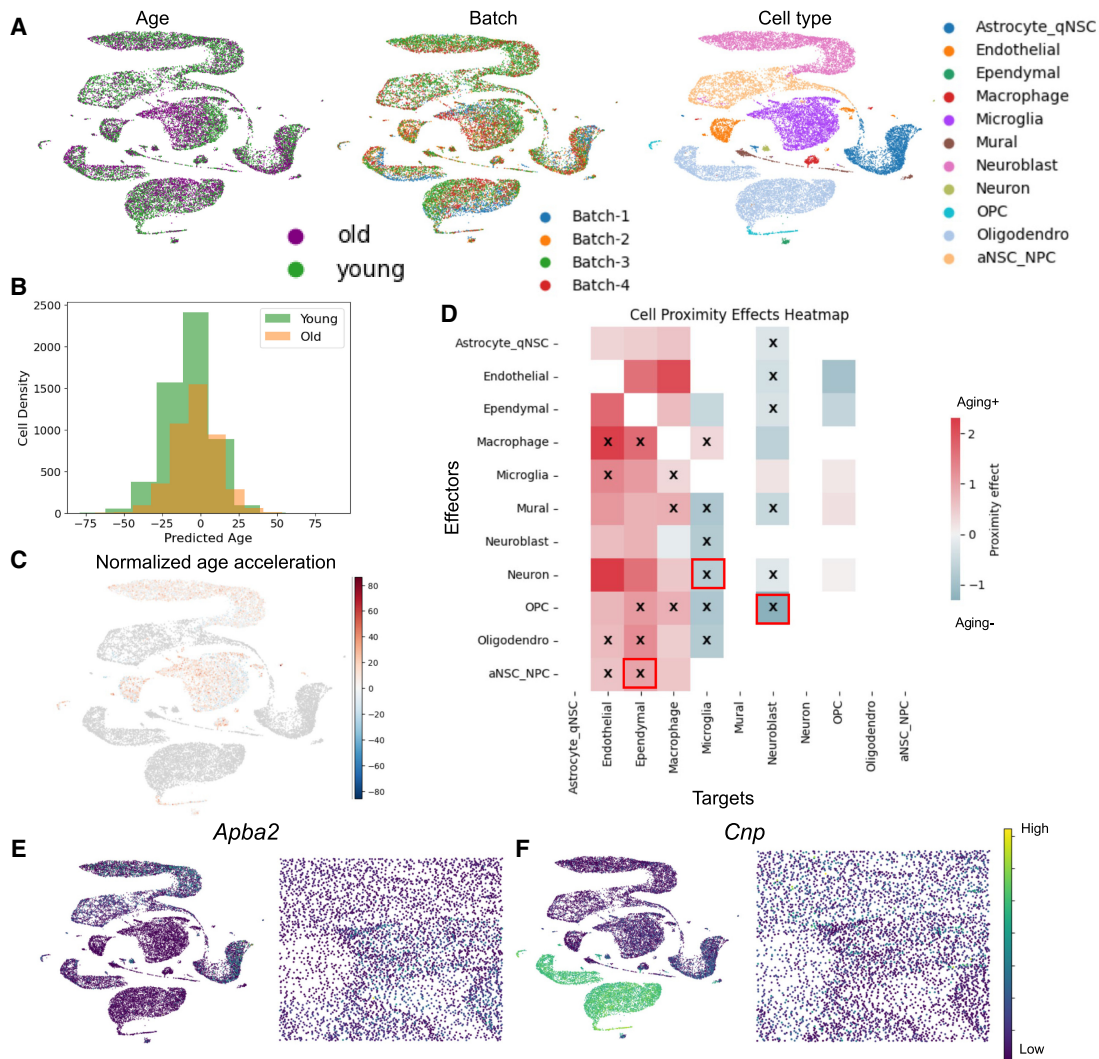 A
Age
Batch
Cell type
old
young
Batch-1
Batch-2
Batch-3
Batch-4
Astrocyte_qNSC
Endothelial
Ependymal
Macrophage
Microglia
Mural
Neuroblast
Neuron
OPC
Oligodendro
aNSC_NPC
B
2500
2000
1500
1000
500
0
Cell Density
Young
Old
−75
−50
−25
0
25
50
75
Predicted Age
C
Normalized age acceleration
80
60
40
20
0
−20
−40
−60
−80
D
Cell Proximity Effects Heatmap
Effectors
Astrocyte_qNSC
x
Endothelial
x
Ependymal
x
Macrophage
x x x
Microglia
x x
Mural
x x x
Neuroblast
x
Neuron
x x
OPC
x x x x
Oligodendro
x x x
aNSC_NPC
x x
Astrocyte_qNSC
Endothelial
Ependymal
Macrophage
Microglia
Mural
Neuroblast
Neuron
OPC
Oligodendro
aNSC_NPC
Targets
Aging+
2
1
0
−1
Proximity effect
Aging-
E
Apba2
F
Cnp
High
Low